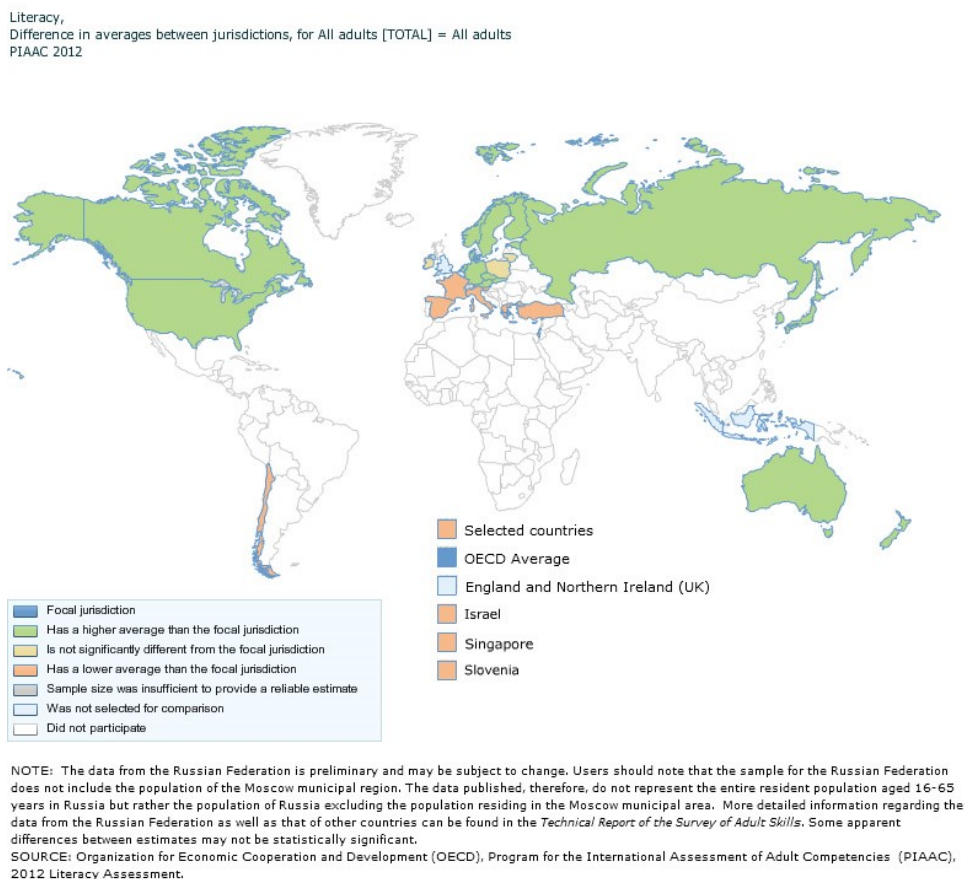 Literacy,
Difference in averages between jurisdictions, for All adults [TOTAL] = All adults
PIAAC 2012
Selected countries
OECD Average
England and Northern Ireland (UK)
Israel
Singapore
Slovenia
Focal jurisdiction
Has a higher average than the focal jurisdiction
Is not significantly different from the focal jurisdiction
Has a lower average than the focal jurisdiction
Sample size was insufficient to provide a reliable estimate
Was not selected for comparison
Did not participate
NOTE: The data from the Russian Federation is preliminary and may be subject to change. Users should note that the sample for the Russian Federation
does not include the population of the Moscow municipal region. The data published, therefore, do not represent the entire resident population aged 16-65
years in Russia but rather the population of Russia excluding the population residing in the Moscow municipal area. More detailed information regarding the
data from the Russian Federation as well as that of other countries can be found in the Technical Report of the Survey of Adult Skills. Some apparent
differences between estimates may not be statistically significant.
SOURCE: Organization for Economic Cooperation and Development (OECD), Program for the International Assessment of Adult Competencies (PIAAC),
2012 Literacy Assessment.